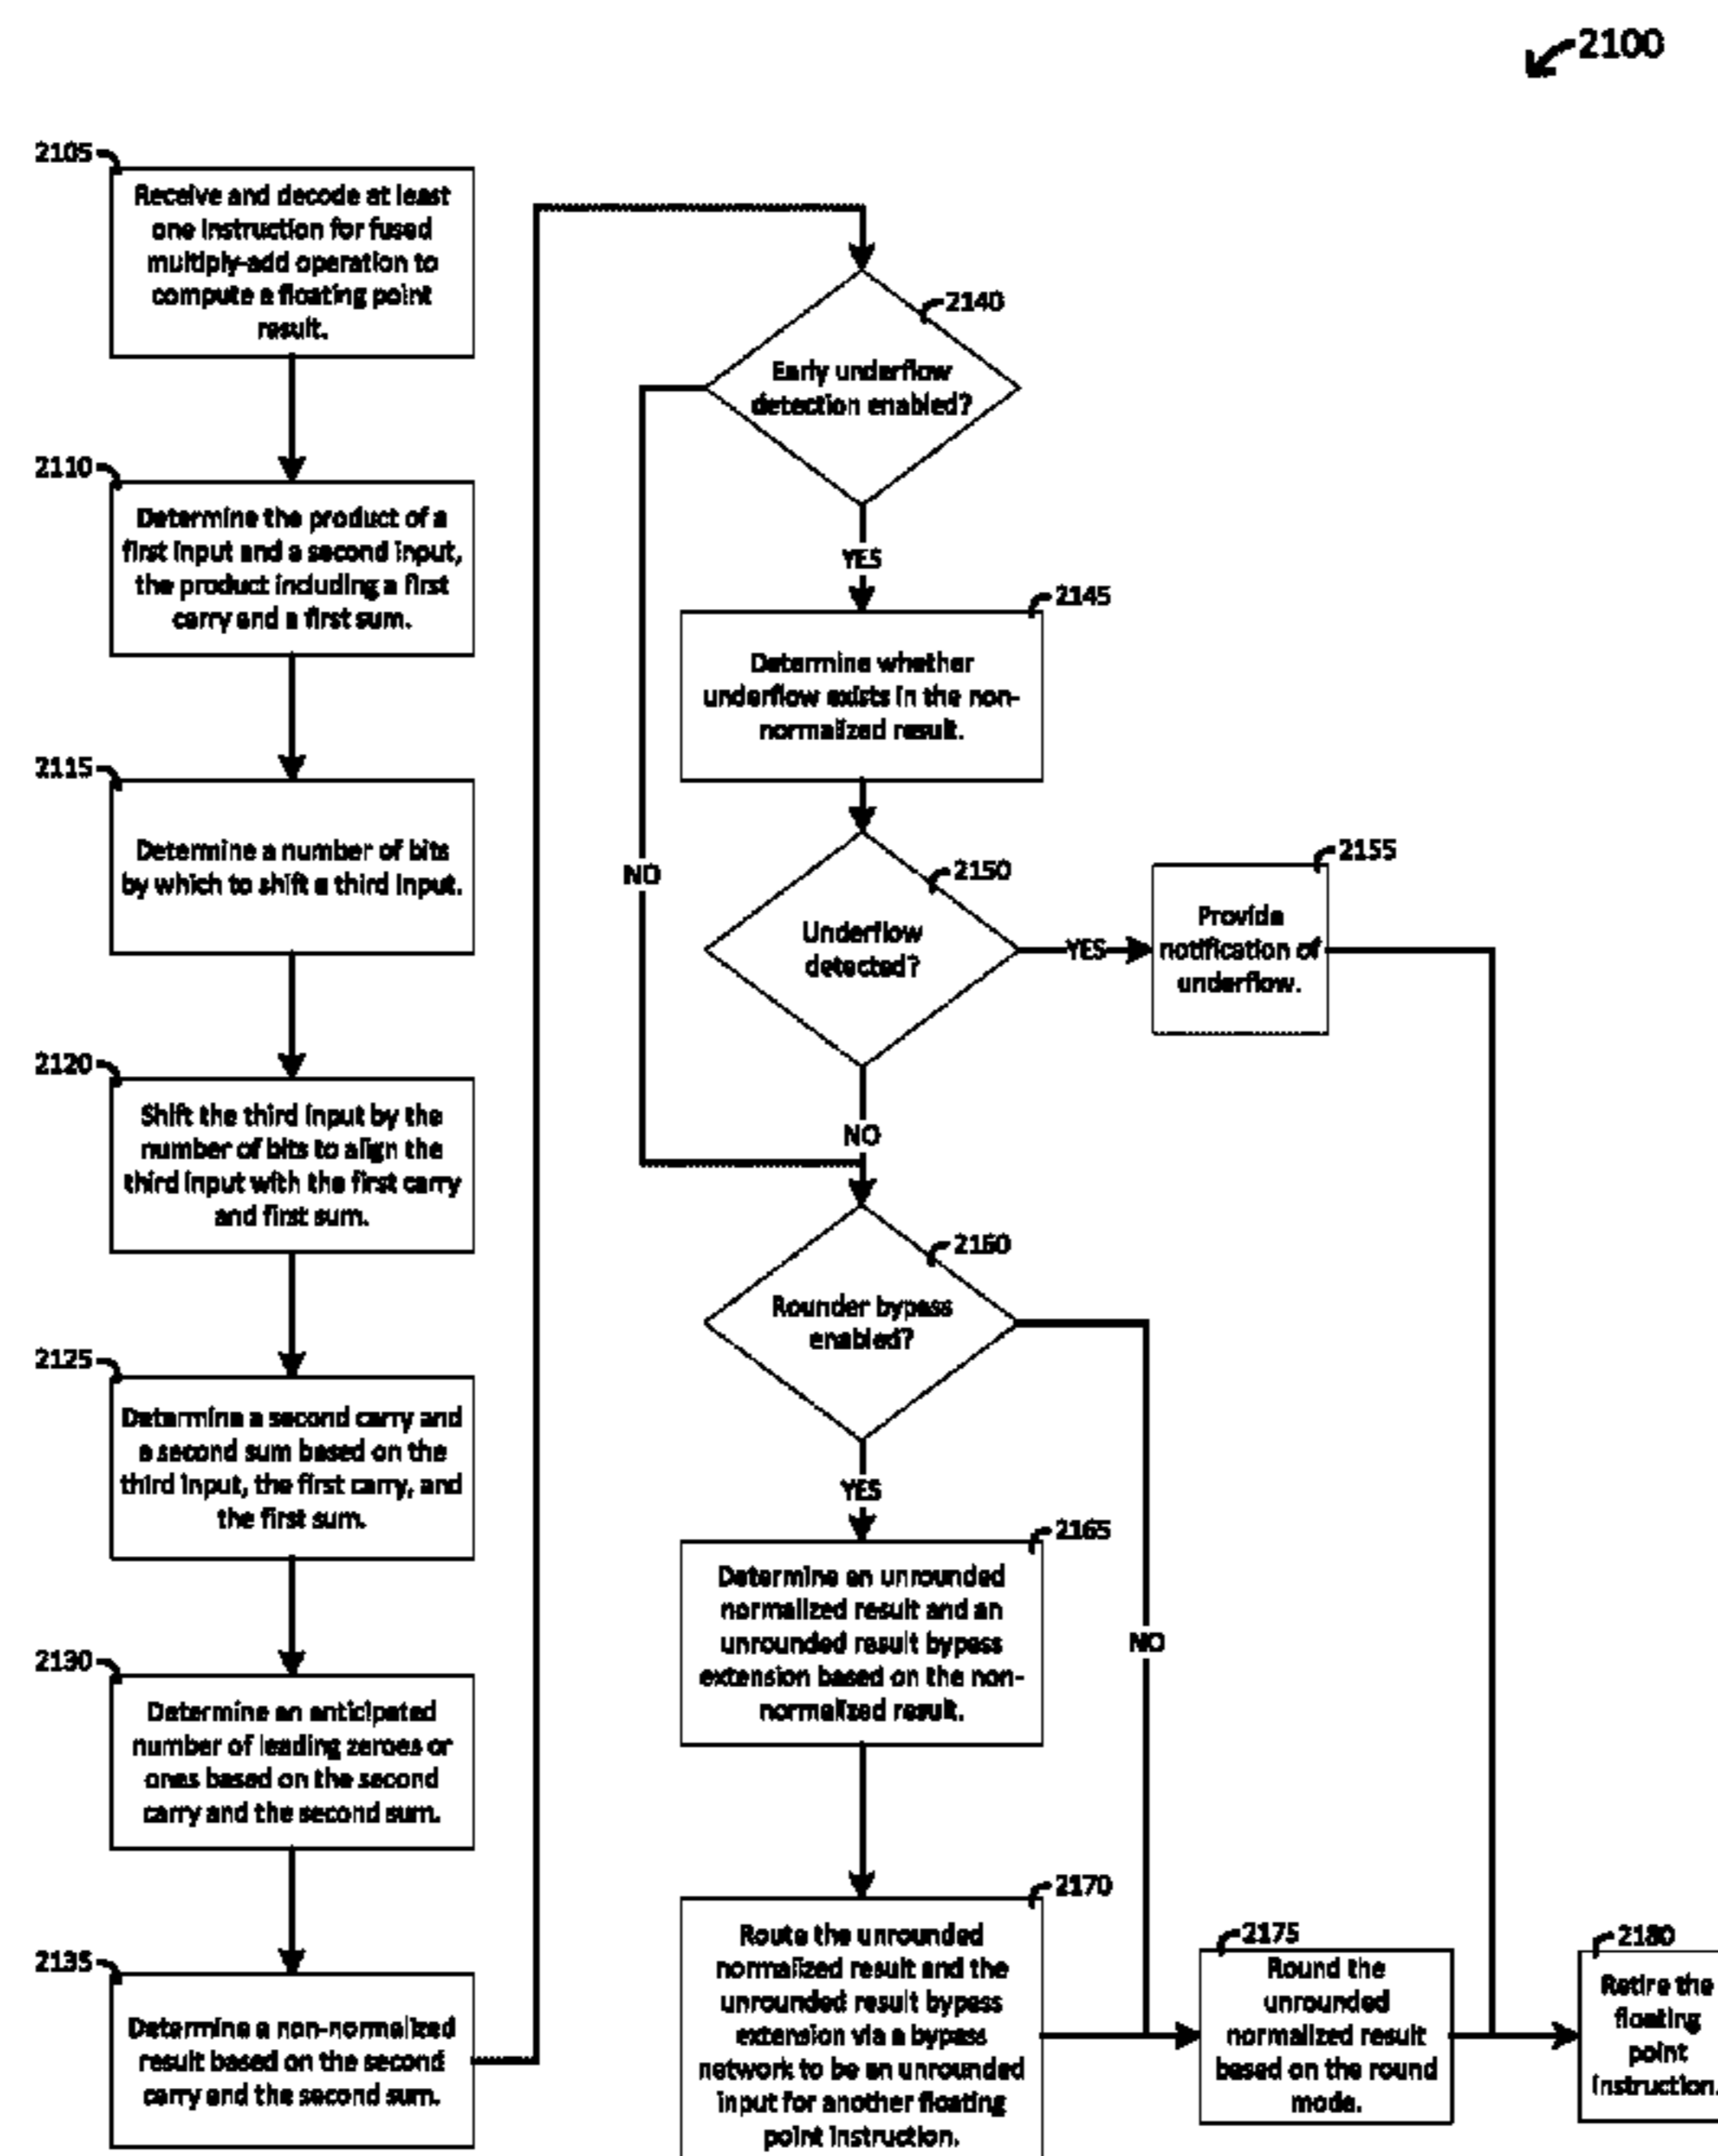 2100
2105
Receive and decode at least
one instruction for fused
multiply-add operation to
compute a floating point
result.
2110
Determine the product of a
first input and a second input,
the product including a first
carry and a first sum.
2115
Determine a number of bits
by which to shift a third input.
2120
Shift the third input by the
number of bits to align the
third input with the first carry
and first sum.
2125
Determine a second carry and
a second sum based on the
third input, the first carry, and
the first sum.
2130
Determine an anticipated
number of leading zeroes or
ones based on the second
carry and the second sum.
2135
Determine a non-normalized
result based on the second
carry and the second sum.
2140
Early underflow
detection enabled?
YES
2145
Determine whether
underflow exists in the non-
normalized result.
NO
2150
Underflow
detected?
YES
2155
Provide
notification of
underflow.
NO
2160
Rounder bypass
enabled?
YES
NO
2165
Determine an unrounded
normalized result and an
unrounded result bypass
extension based on the non-
normalized result.
2170
Route the unrounded
normalized result and the
unrounded result bypass
extension via a bypass
network to be an unrounded
input for another floating
point instruction.
2175
Round the
unrounded
normalized result
based on the round
mode.
2180
Retire the
floating
point
instruction.